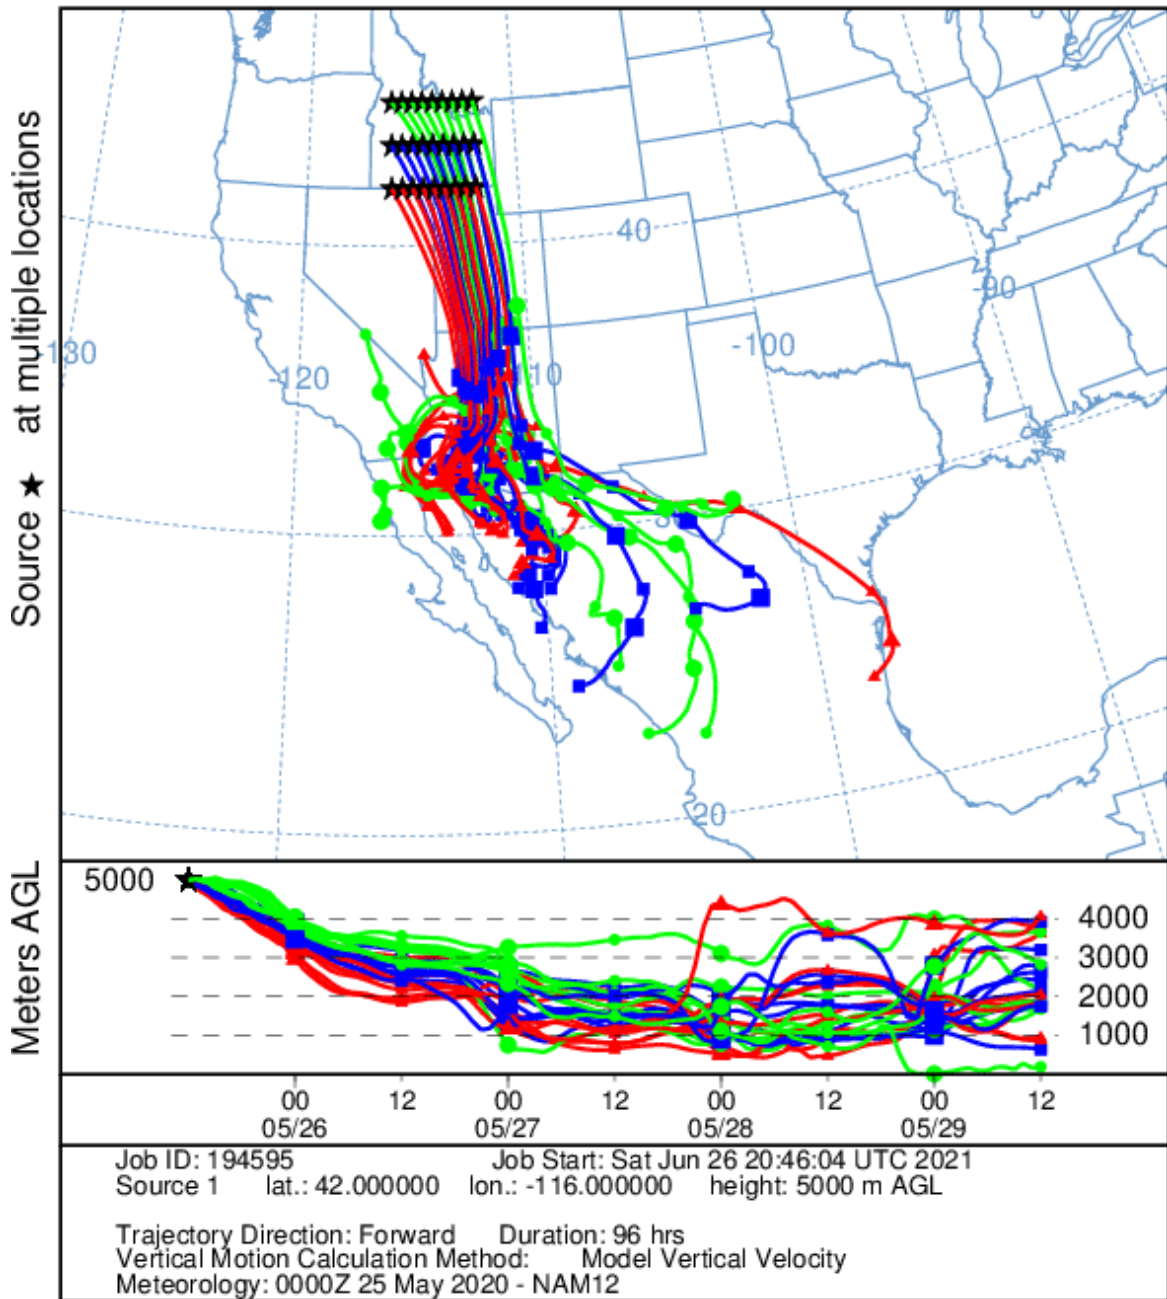 Source ★ at multiple locations
-130
-120
110
40
-100
-90
30
20
Meters AGL
5000
4000
3000
2000
1000
00 12 00 12 00 12 00 12
05/26 05/27 05/28 05/29
Job ID: 194595 Job Start: Sat Jun 26 20:46:04 UTC 2021
Source 1 lat.: 42.000000 lon.: -116.000000 height: 5000 m AGL
Trajectory Direction: Forward Duration: 96 hrs
Vertical Motion Calculation Method: Model Vertical Velocity
Meteorology: 0000Z 25 May 2020 - NAM12